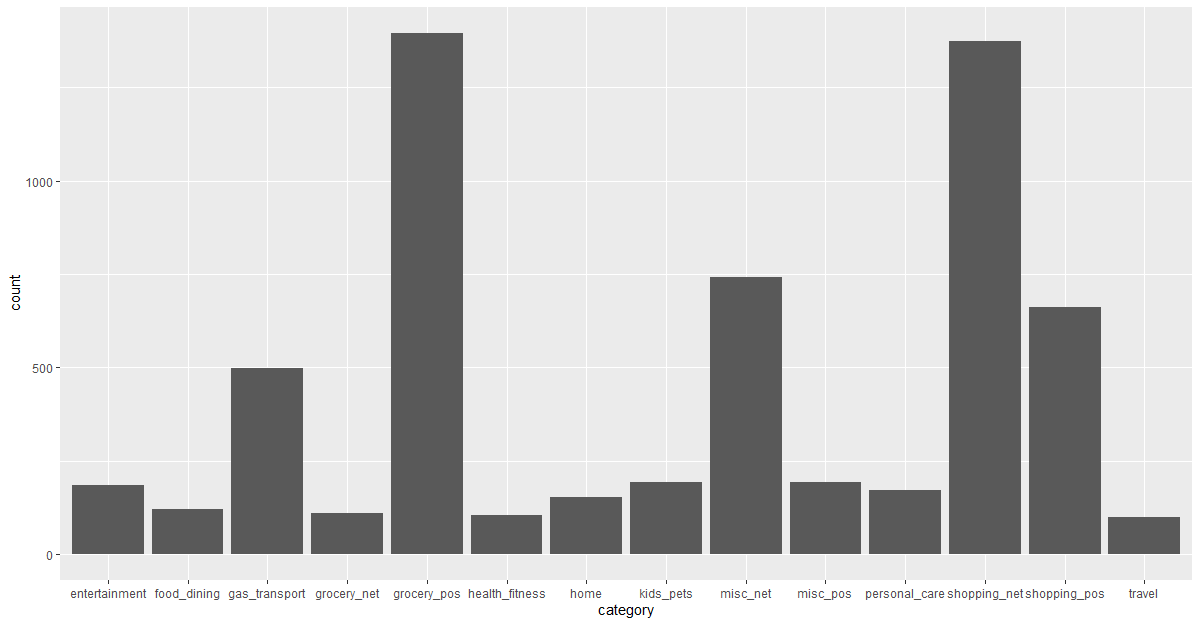 1000
500
0
count
entertainment food_dining gas_transport grocery_net grocery_pos health_fitness home kids_pets misc_net misc_pos personal_care shopping_net shopping_pos travel
category